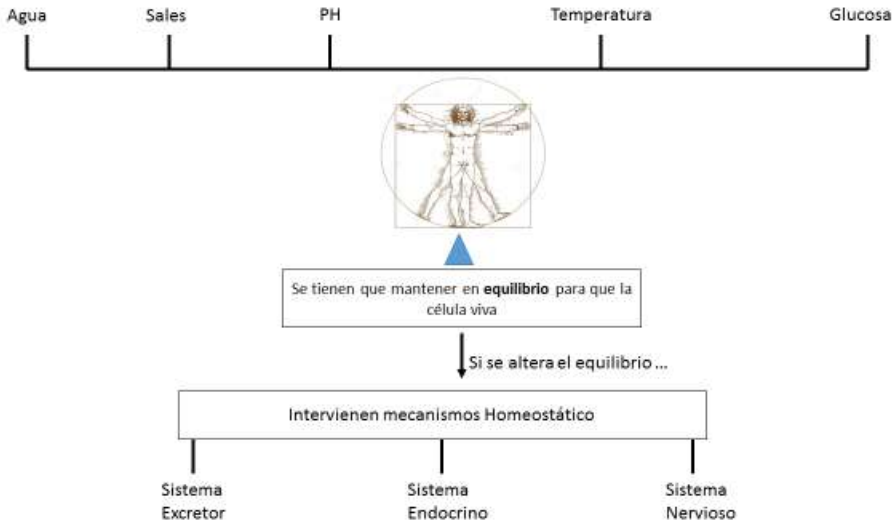 Agua Sales PH Temperatura Glucosa
Se tienen que mantener en equilibrio para que la
célula viva
Si se altera el equilibrio ...
Intervienen mecanismos Homeostático
Sistema Sistema Sistema
Excretor Endocrino Nervioso